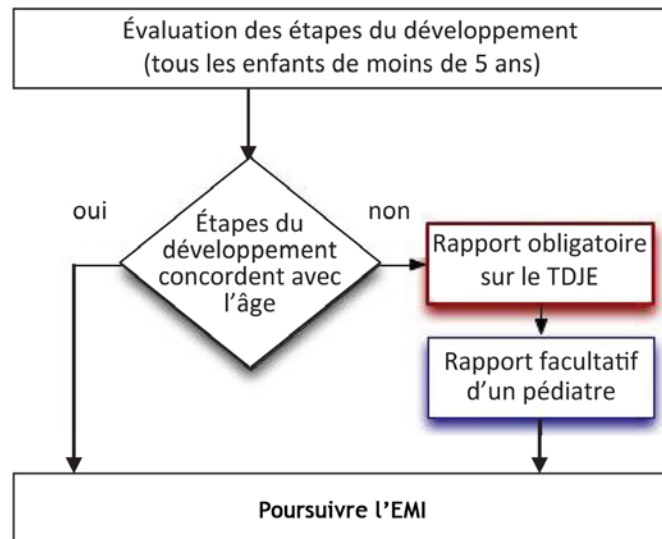 Évaluation des étapes du développement
(tous les enfants de moins de 5 ans)
oui
non
Étapes du
développement
concordent avec
l’âge
Rapport obligatoire
sur le TDJE
Rapport facultatif
d’un pédiatre
Poursuivre l’EMI